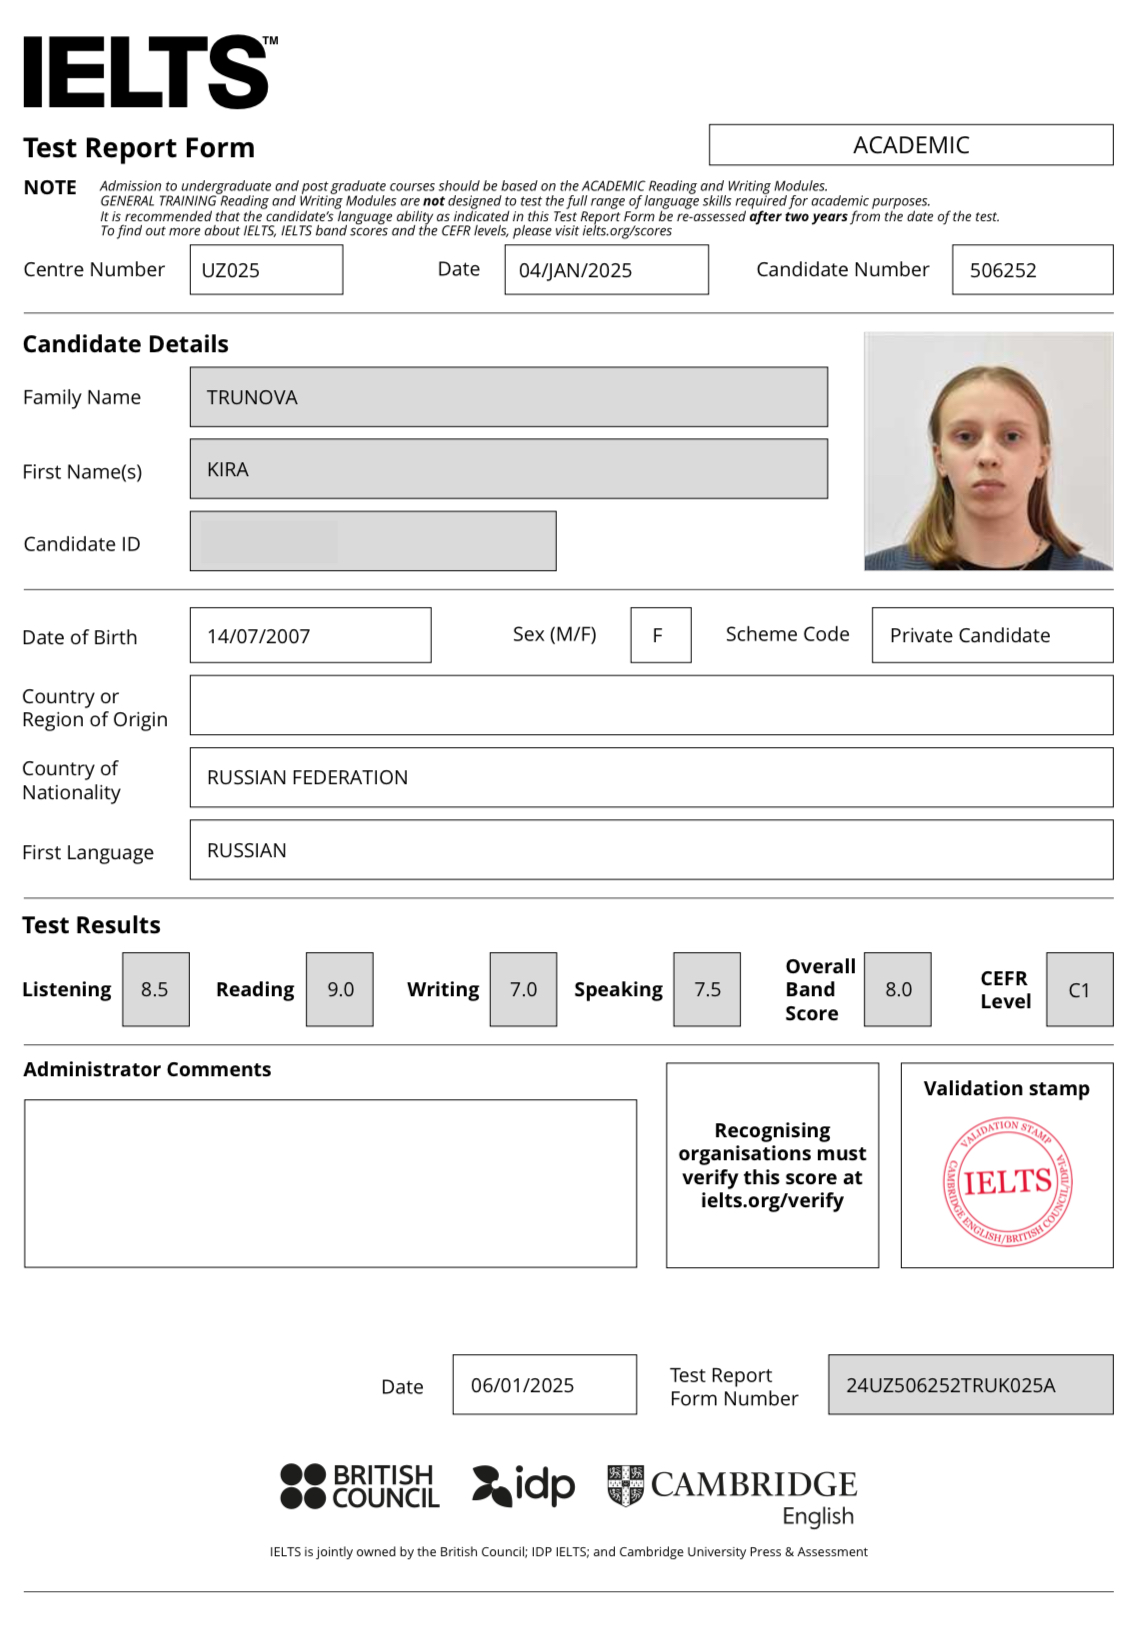 IELTS™
Test Report Form
ACADEMIC
NOTE
Admission to undergraduate and post graduate courses should be based on the ACADEMIC Reading and Writing Modules.
GENERAL TRAINING Reading and Writing Modules are not designed to test the full range of language skills required for academic purposes.
It is recommended that the candidate's language ability as indicated in this Test Report Form be re-assessed after two years from the date of the test.
To find out more about IELTS, IELTS band scores and the CEFR levels, please visit ielts.org/scores
Centre Number UZ025 Date 04/JAN/2025 Candidate Number 506252
Candidate Details
Family Name TRUNOVA
First Name(s) KIRA
Candidate ID
Date of Birth 14/07/2007 Sex (M/F) F Scheme Code Private Candidate
Country or
Region of Origin
Country of
Nationality
RUSSIAN FEDERATION
First Language RUSSIAN
Test Results
Listening 8.5 Reading 9.0 Writing 7.0 Speaking 7.5
Overall
Band
Score
8.0
CEFR
Level
C1
Administrator Comments
Recognising
organisations must
verify this score at
ielts.org/verify
Validation stamp
VALIDATION STAMP
IELTS
CAMBRIDGE ENGLISH/BRITISH COUNCIL/IDP:IA
Date 06/01/2025
Test Report
Form Number
24UZ506252TRUK025A
BRITISH
COUNCIL
idp
CAMBRIDGE
English
IELTS is jointly owned by the British Council; IDP IELTS; and Cambridge University Press & Assessment